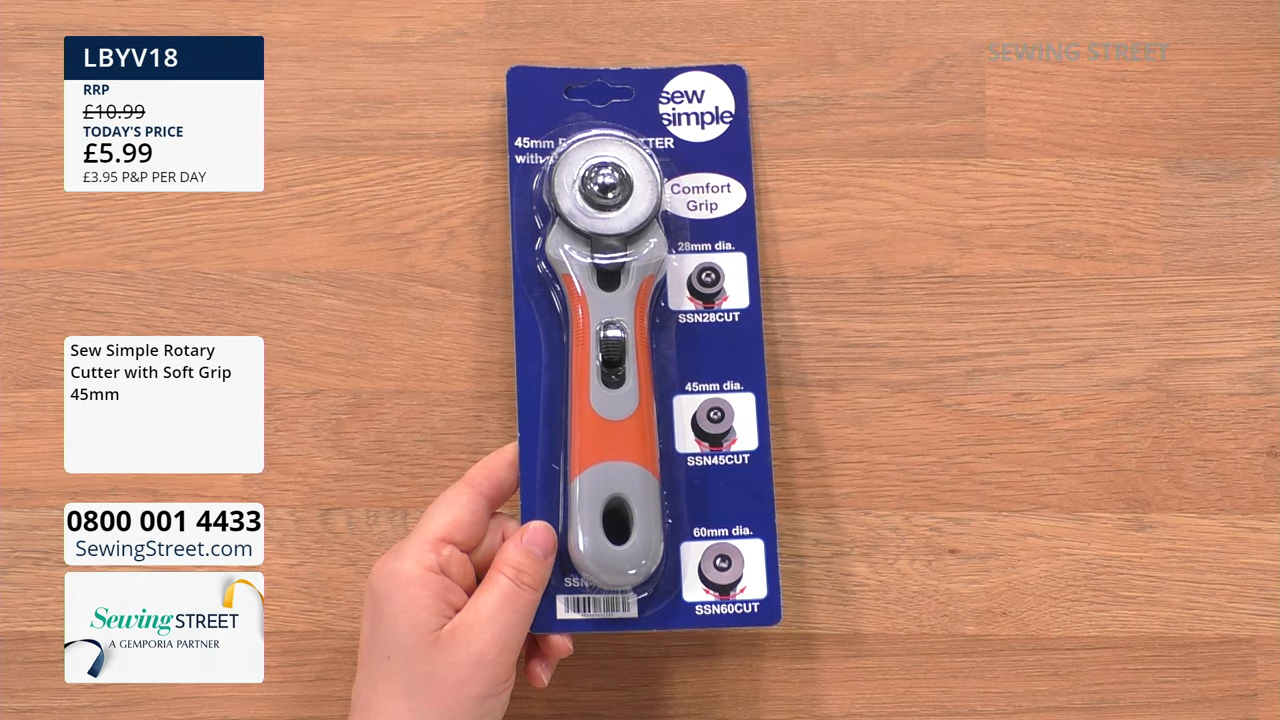 LBYV18
RRP
£10.99
TODAY'S PRICE
£5.99
£3.95 P&P PER DAY
Sew Simple Rotary
Cutter with Soft Grip
45mm
0800 001 4433
SewingStreet.com
Sewing STREET
A GEMPORIA PARTNER
SEWING STREET
sew
simple
45mm
with
Comfort
Grip
28mm dia.
SSN28CUT
45mm dia.
SSN45CUT
60mm dia.
SSN60CUT